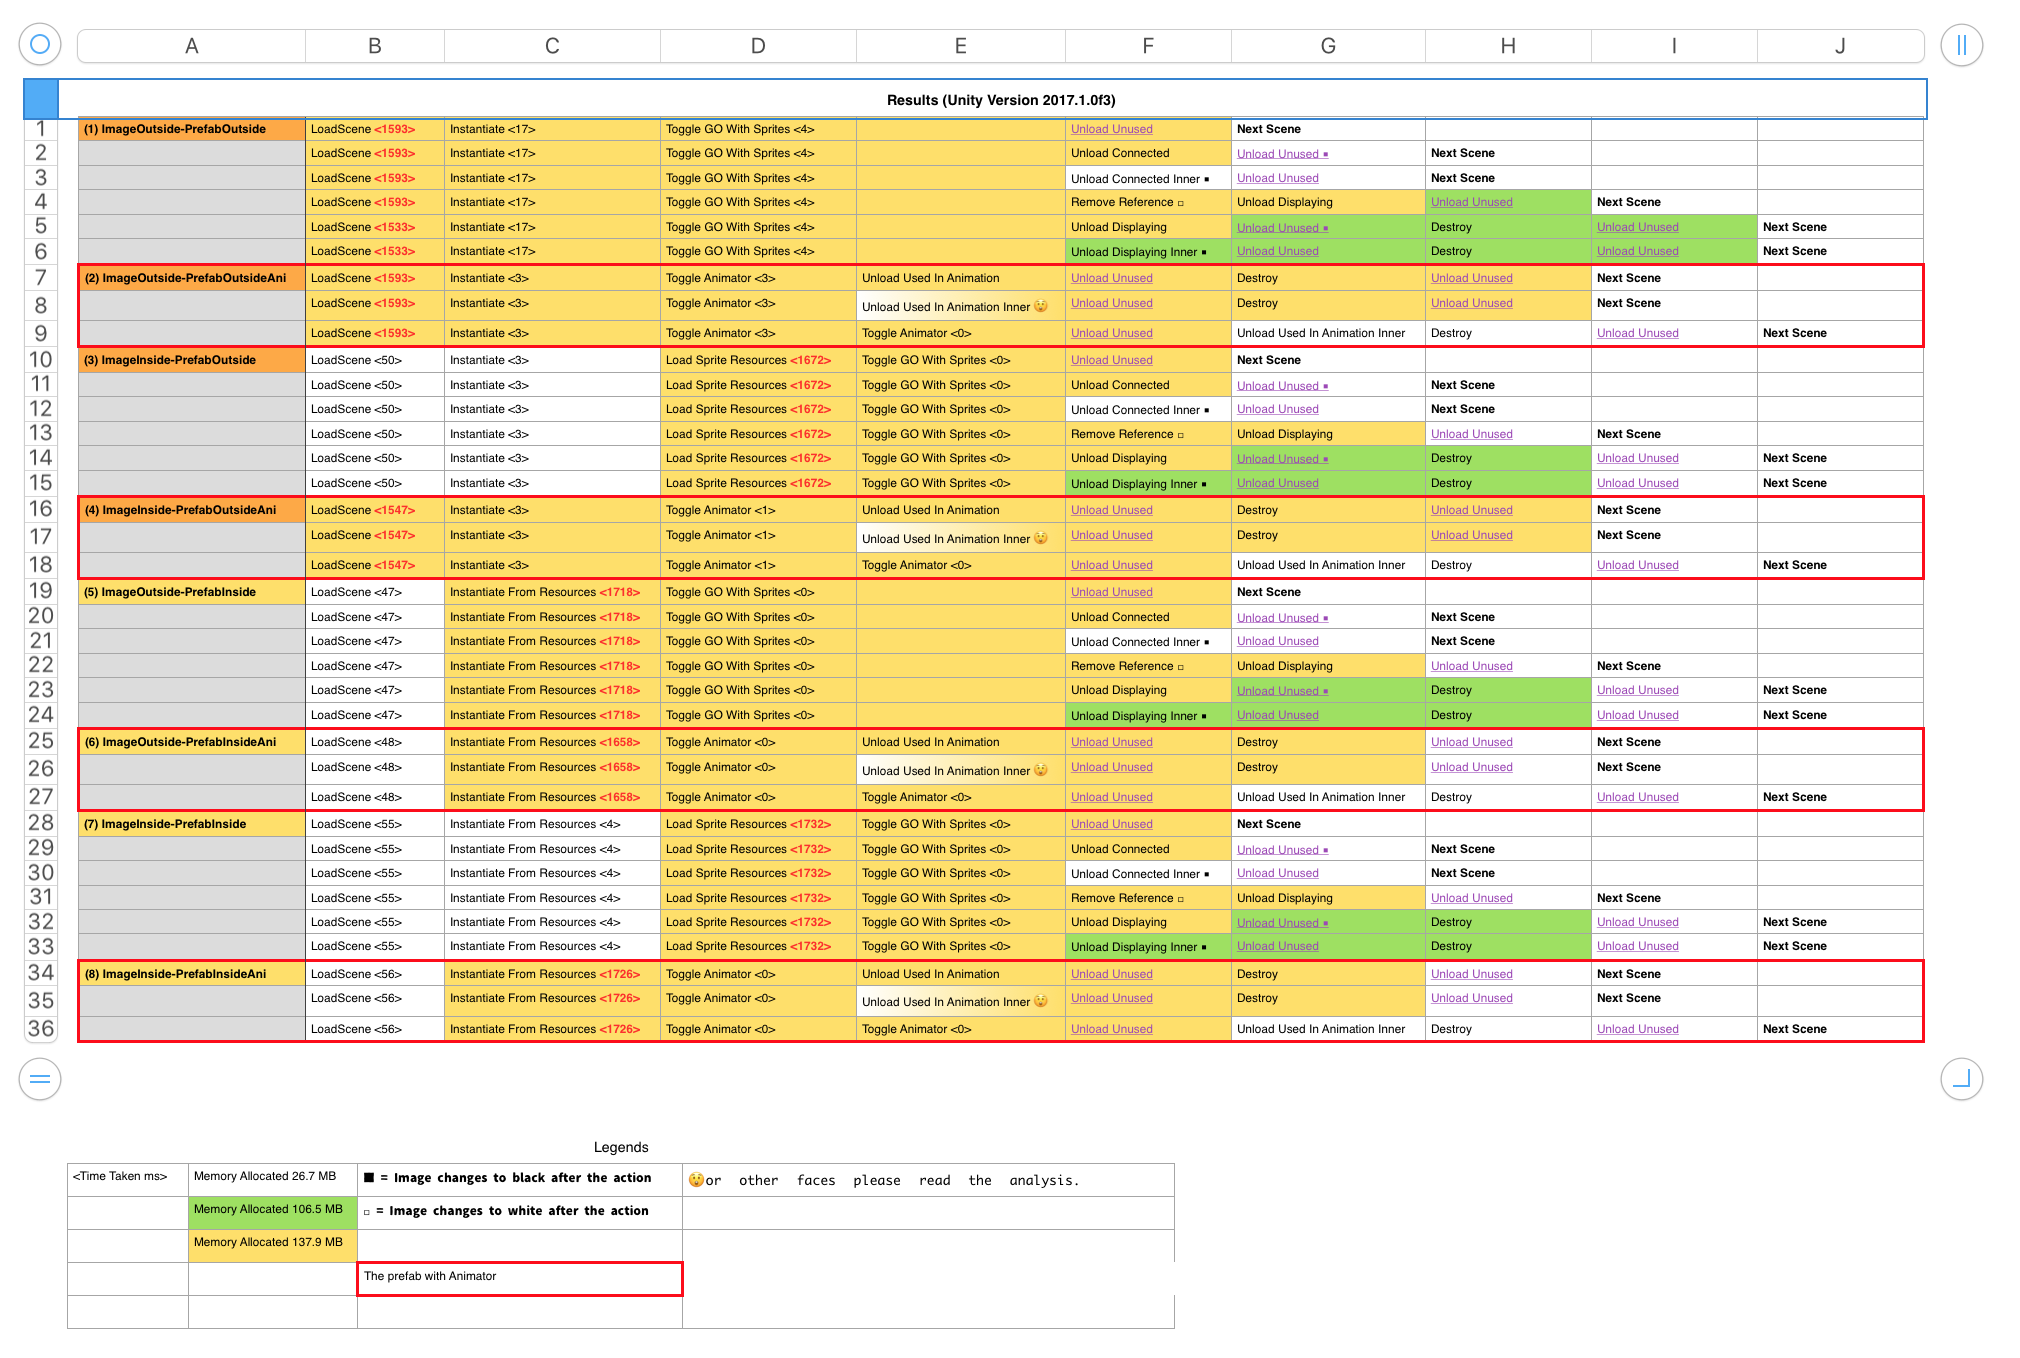 A B C D E F G H I J
Results (Unity Version 2017.1.0f3)
1 (1) ImageOutside-PrefabOutside LoadScene <1593> Instantiate <17> Toggle GO With Sprites <4> Unload Unused Next Scene
2 LoadScene <1593> Instantiate <17> Toggle GO With Sprites <4> Unload Connected Unload Unused ▪ Next Scene
3 LoadScene <1593> Instantiate <17> Toggle GO With Sprites <4> Unload Connected Inner ▪ Unload Unused Next Scene
4 LoadScene <1593> Instantiate <17> Toggle GO With Sprites <4> Remove Reference ▫ Unload Displaying Unload Unused Next Scene
5 LoadScene <1533> Instantiate <17> Toggle GO With Sprites <4> Unload Displaying Unload Unused ▪ Destroy Unload Unused Next Scene
6 LoadScene <1533> Instantiate <17> Toggle GO With Sprites <4> Unload Displaying Inner ▪ Unload Unused Destroy Unload Unused Next Scene
7 (2) ImageOutside-PrefabOutsideAni LoadScene <1593> Instantiate <3> Toggle Animator <3> Unload Used In Animation Unload Unused Destroy Unload Unused Next Scene
8 LoadScene <1593> Instantiate <3> Toggle Animator <3> Unload Used In Animation Inner 😲 Unload Unused Destroy Unload Unused Next Scene
9 LoadScene <1593> Instantiate <3> Toggle Animator <3> Toggle Animator <0> Unload Unused Unload Used In Animation Inner Destroy Unload Unused Next Scene
10 (3) ImageInside-PrefabOutside LoadScene <50> Instantiate <3> Load Sprite Resources <1672> Toggle GO With Sprites <0> Unload Unused Next Scene
11 LoadScene <50> Instantiate <3> Load Sprite Resources <1672> Toggle GO With Sprites <0> Unload Connected Unload Unused ▪ Next Scene
12 LoadScene <50> Instantiate <3> Load Sprite Resources <1672> Toggle GO With Sprites <0> Unload Connected Inner ▪ Unload Unused Next Scene
13 LoadScene <50> Instantiate <3> Load Sprite Resources <1672> Toggle GO With Sprites <0> Remove Reference ▫ Unload Displaying Unload Unused Next Scene
14 LoadScene <50> Instantiate <3> Load Sprite Resources <1672> Toggle GO With Sprites <0> Unload Displaying Unload Unused ▪ Destroy Unload Unused Next Scene
15 LoadScene <50> Instantiate <3> Load Sprite Resources <1672> Toggle GO With Sprites <0> Unload Displaying Inner ▪ Unload Unused Destroy Unload Unused Next Scene
16 (4) ImageInside-PrefabOutsideAni LoadScene <1547> Instantiate <3> Toggle Animator <1> Unload Used In Animation Unload Unused Destroy Unload Unused Next Scene
17 LoadScene <1547> Instantiate <3> Toggle Animator <1> Unload Used In Animation Inner 😲 Unload Unused Destroy Unload Unused Next Scene
18 LoadScene <1547> Instantiate <3> Toggle Animator <1> Toggle Animator <0> Unload Unused Unload Used In Animation Inner Destroy Unload Unused Next Scene
19 (5) ImageOutside-PrefabInside LoadScene <47> Instantiate From Resources <1718> Toggle GO With Sprites <0> Unload Unused Next Scene
20 LoadScene <47> Instantiate From Resources <1718> Toggle GO With Sprites <0> Unload Connected Unload Unused ▪ Next Scene
21 LoadScene <47> Instantiate From Resources <1718> Toggle GO With Sprites <0> Unload Connected Inner ▪ Unload Unused Next Scene
22 LoadScene <47> Instantiate From Resources <1718> Toggle GO With Sprites <0> Remove Reference ▫ Unload Displaying Unload Unused Next Scene
23 LoadScene <47> Instantiate From Resources <1718> Toggle GO With Sprites <0> Unload Displaying Unload Unused ▪ Destroy Unload Unused Next Scene
24 LoadScene <47> Instantiate From Resources <1718> Toggle GO With Sprites <0> Unload Displaying Inner ▪ Unload Unused Destroy Unload Unused Next Scene
25 (6) ImageOutside-PrefabInsideAni LoadScene <48> Instantiate From Resources <1658> Toggle Animator <0> Unload Used In Animation Unload Unused Destroy Unload Unused Next Scene
26 LoadScene <48> Instantiate From Resources <1658> Toggle Animator <0> Unload Used In Animation Inner 😲 Unload Unused Destroy Unload Unused Next Scene
27 LoadScene <48> Instantiate From Resources <1658> Toggle Animator <0> Toggle Animator <0> Unload Unused Unload Used In Animation Inner Destroy Unload Unused Next Scene
28 (7) ImageInside-PrefabInside LoadScene <55> Instantiate From Resources <4> Load Sprite Resources <1732> Toggle GO With Sprites <0> Unload Unused Next Scene
29 LoadScene <55> Instantiate From Resources <4> Load Sprite Resources <1732> Toggle GO With Sprites <0> Unload Connected Unload Unused ▪ Next Scene
30 LoadScene <55> Instantiate From Resources <4> Load Sprite Resources <1732> Toggle GO With Sprites <0> Unload Connected Inner ▪ Unload Unused Next Scene
31 LoadScene <55> Instantiate From Resources <4> Load Sprite Resources <1732> Toggle GO With Sprites <0> Remove Reference ▫ Unload Displaying Unload Unused Next Scene
32 LoadScene <55> Instantiate From Resources <4> Load Sprite Resources <1732> Toggle GO With Sprites <0> Unload Displaying Unload Unused ▪ Destroy Unload Unused Next Scene
33 LoadScene <55> Instantiate From Resources <4> Load Sprite Resources <1732> Toggle GO With Sprites <0> Unload Displaying Inner ▪ Unload Unused Destroy Unload Unused Next Scene
34 (8) ImageInside-PrefabInsideAni LoadScene <56> Instantiate From Resources <1726> Toggle Animator <0> Unload Used In Animation Unload Unused Destroy Unload Unused Next Scene
35 LoadScene <56> Instantiate From Resources <1726> Toggle Animator <0> Unload Used In Animation Inner 😲 Unload Unused Destroy Unload Unused Next Scene
36 LoadScene <56> Instantiate From Resources <1726> Toggle Animator <0> Toggle Animator <0> Unload Unused Unload Used In Animation Inner Destroy Unload Unused Next Scene
Legends
<Time Taken ms> Memory Allocated 26.7 MB ■ = Image changes to black after the action 😲or other faces please read the analysis.
Memory Allocated 106.5 MB ▫ = Image changes to white after the action
Memory Allocated 137.9 MB
The prefab with Animator